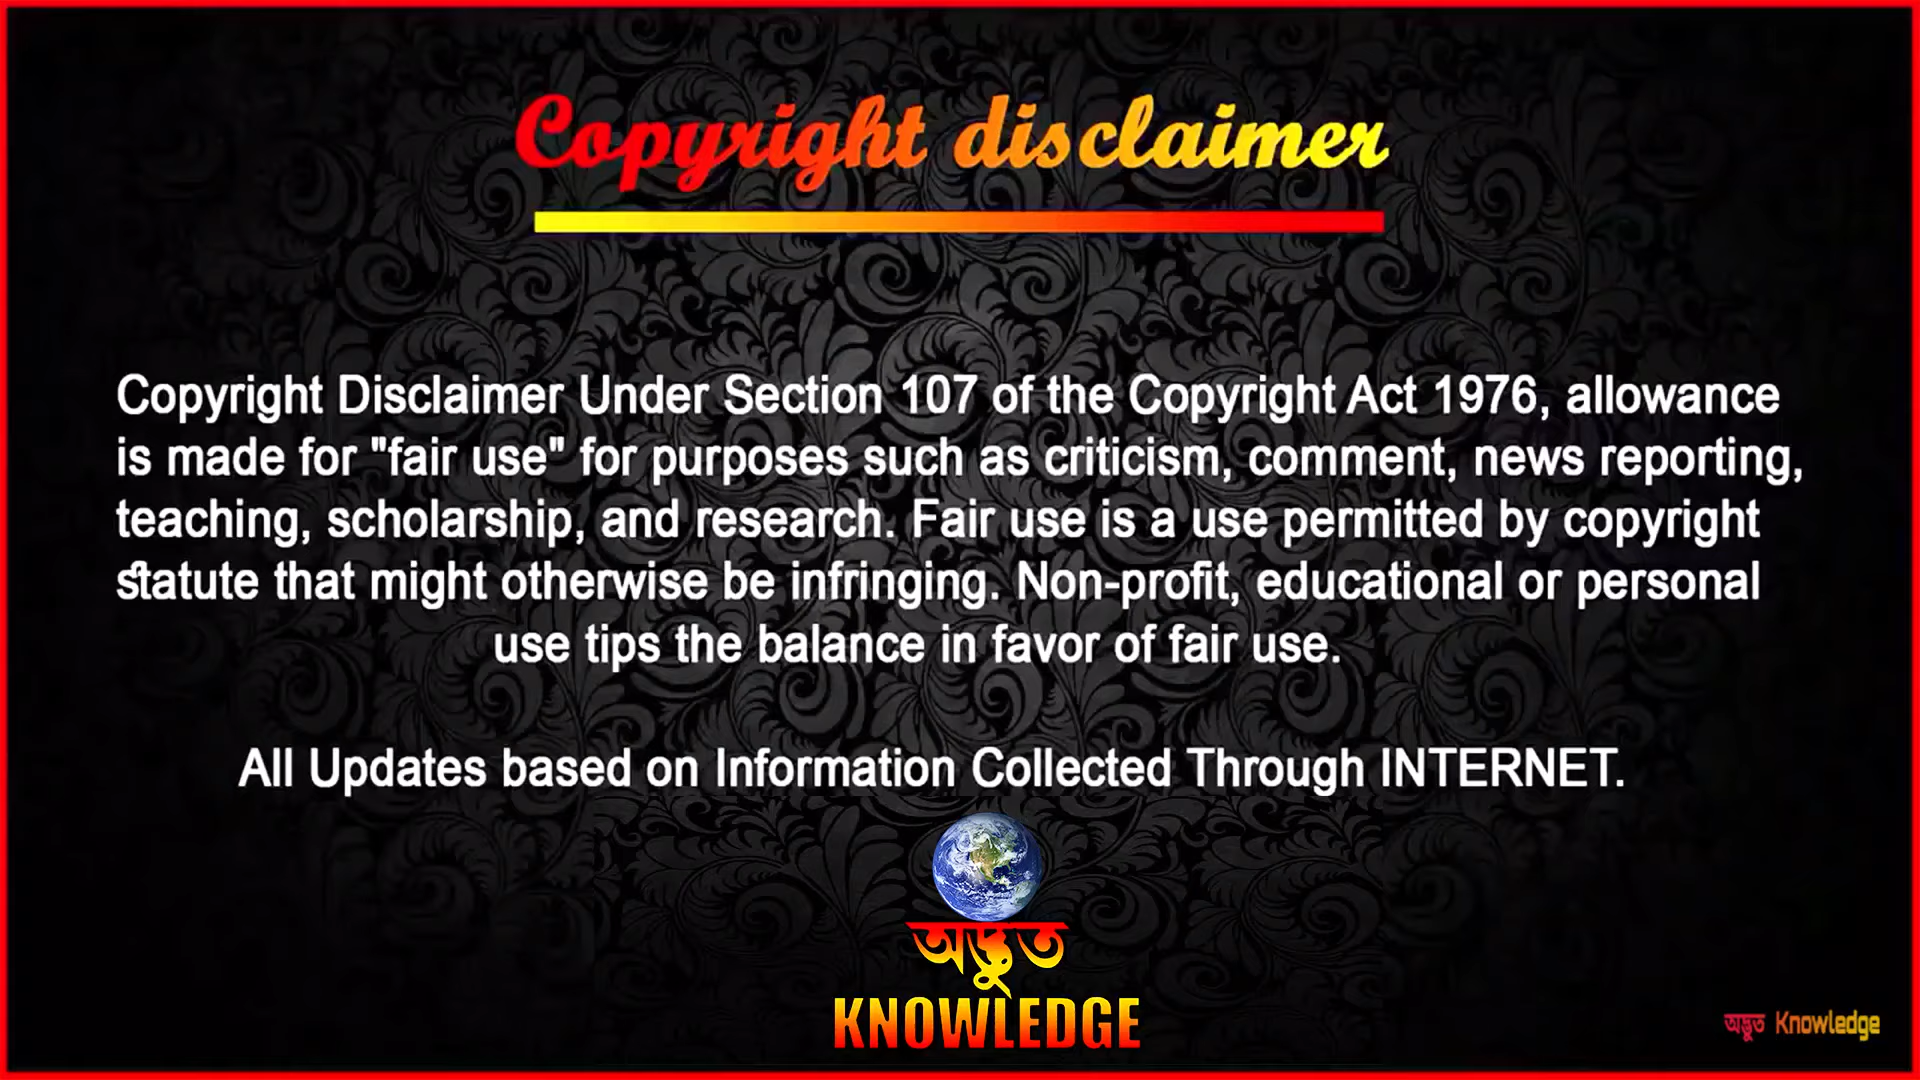 Copyright disclaimer
Copyright Disclaimer Under Section 107 of the Copyright Act 1976, allowance
is made for "fair use" for purposes such as criticism, comment, news reporting,
teaching, scholarship, and research. Fair use is a use permitted by copyright
statute that might otherwise be infringing. Non-profit, educational or personal
use tips the balance in favor of fair use.
All Updates based on Information Collected Through INTERNET.
অদ্ভুত
KNOWLEDGE
অদ্ভুত Knowledge